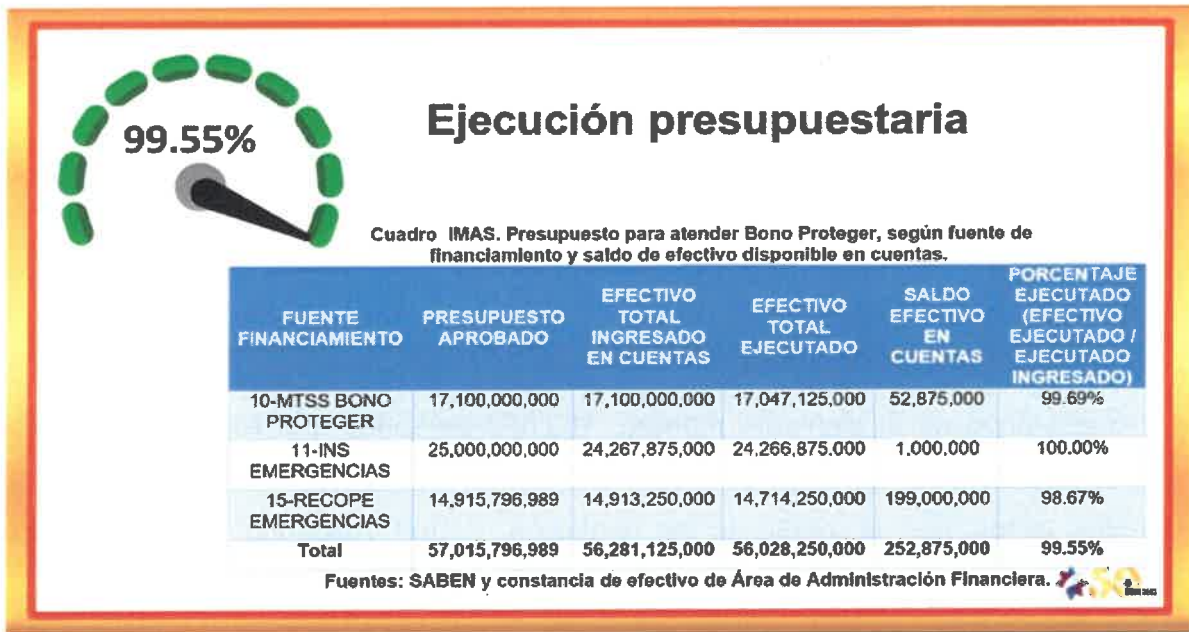 99.55%
Ejecución presupuestaria
Cuadro IMAS. Presupuesto para atender Bono Proteger, según fuente de
financiamiento y saldo de efectivo disponible en cuentas.
FUENTE FINANCIAMIENTO PRESUPUESTO APROBADO EFECTIVO TOTAL INGRESADO EN CUENTAS EFECTIVO TOTAL EJECUTADO SALDO EFECTIVO EN CUENTAS PORCENTAJE EJECUTADO (EFECTIVO EJECUTADO / EJECUTADO INGRESADO)
10-MTSS BONO PROTEGER 17,100,000,000 17,100,000,000 17,047,125,000 52,875,000 99.69%
11-INS EMERGENCIAS 25,000,000,000 24,267,875,000 24,266,875.000 1.000.000 100.00%
15-RECOPE EMERGENCIAS 14,915,796,989 14,913,250,000 14,714,250,000 199,000,000 98.67%
Total 57,015,796,989 56,281,125,000 56,028,250,000 252,875,000 99.55%
Fuentes: SABEN y constancia de efectivo de Área de Administración Financiera.
50